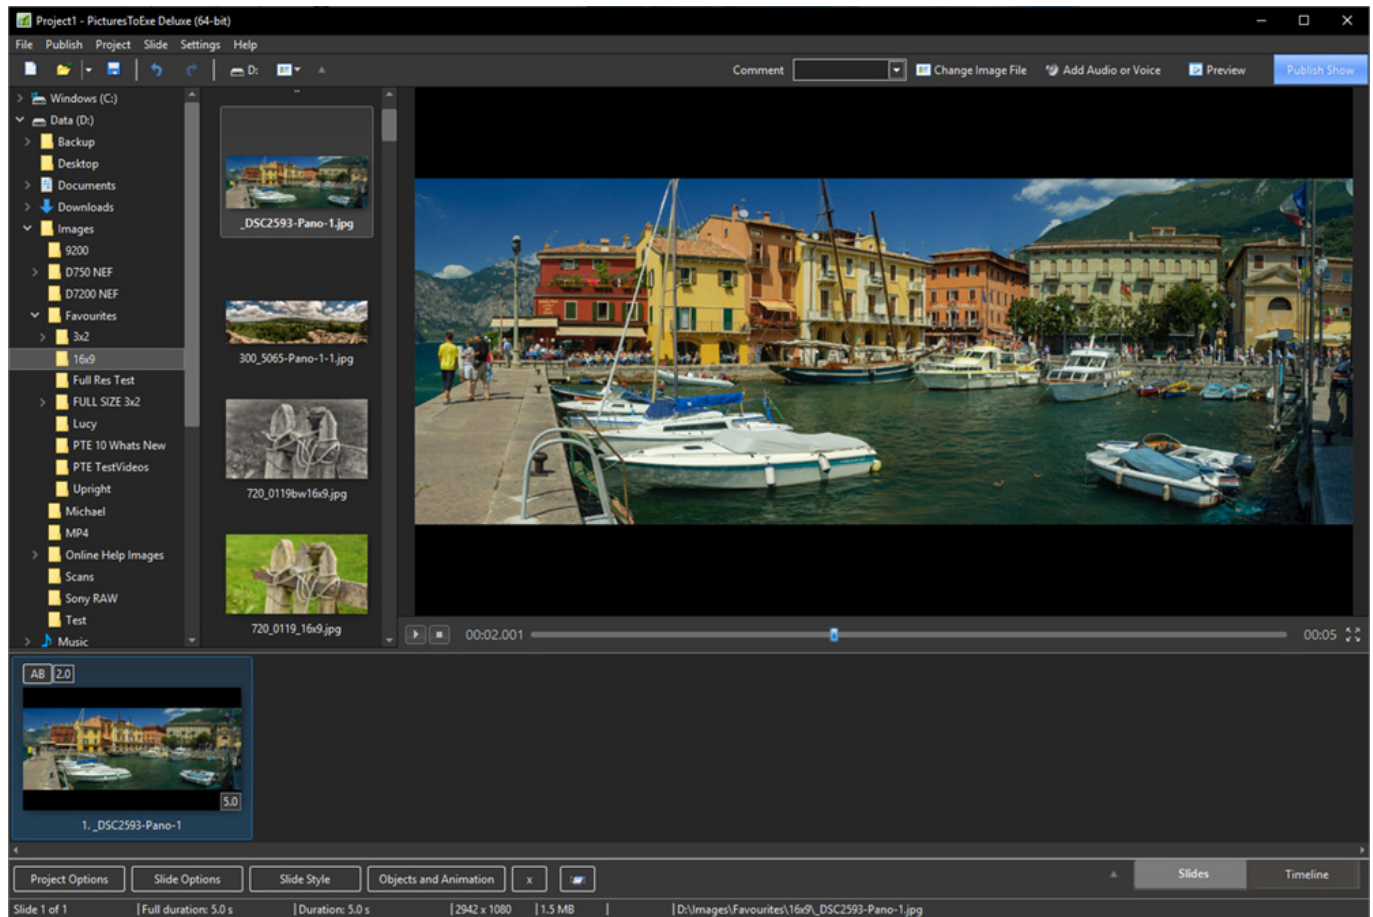 Project1 - PicturesToExe Deluxe (64-bit)
File Publish Project Slide Settings Help
D: Comment Change Image File Add Audio or Voice Preview Publish Show
Windows (C:)
Data (D:)
Backup
Desktop
Documents
Downloads
Images
9200
D750 NEF
D7200 NEF
Favourites
3x2
16x9
Full Res Test
FULL SIZE 3x2
Lucy
PTE 10 Whats New
PTE TestVideos
Upright
Michael
MP4
Online Help Images
Scans
Sony RAW
Test
Music
..
_DSC2593-Pano-1.jpg
300_5065-Pano-1-1.jpg
720_0119bw16x9.jpg
720_0119_16x9.jpg
00:02.001 00:05
AB 2.0
5.0
1. _DSC2593-Pano-1
Project Options Slide Options Slide Style Objects and Animation x Slides Timeline
Slide 1 of 1 |Full duration: 5.0 s |Duration: 5.0 s |2942 x 1080 |1.5 MB | |D:\Images\Favourites\16x9\_DSC2593-Pano-1.jpg